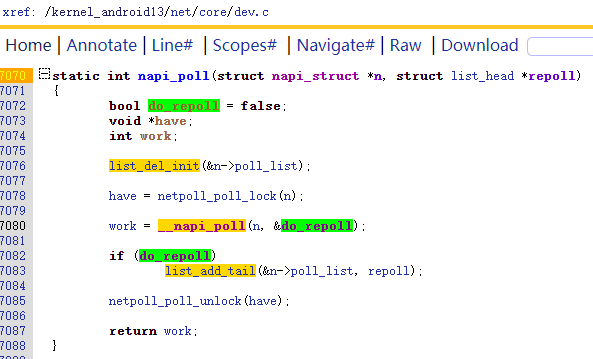 xref: /kernel_android13/net/core/dev.c
Home | Annotate | Line# | Scopes# | Navigate# | Raw | Download
7070 static int napi_poll(struct napi_struct *n, struct list_head *repoll)
7071 {
7072 bool do_repoll = false;
7073 void *have;
7074 int work;
7075
7076 list_del_init(&n->poll_list);
7077
7078 have = netpoll_poll_lock(n);
7079
7080 work = __napi_poll(n, &do_repoll);
7081
7082 if (do_repoll)
7083 list_add_tail(&n->poll_list, repoll);
7084
7085 netpoll_poll_unlock(have);
7086
7087 return work;
7088 }